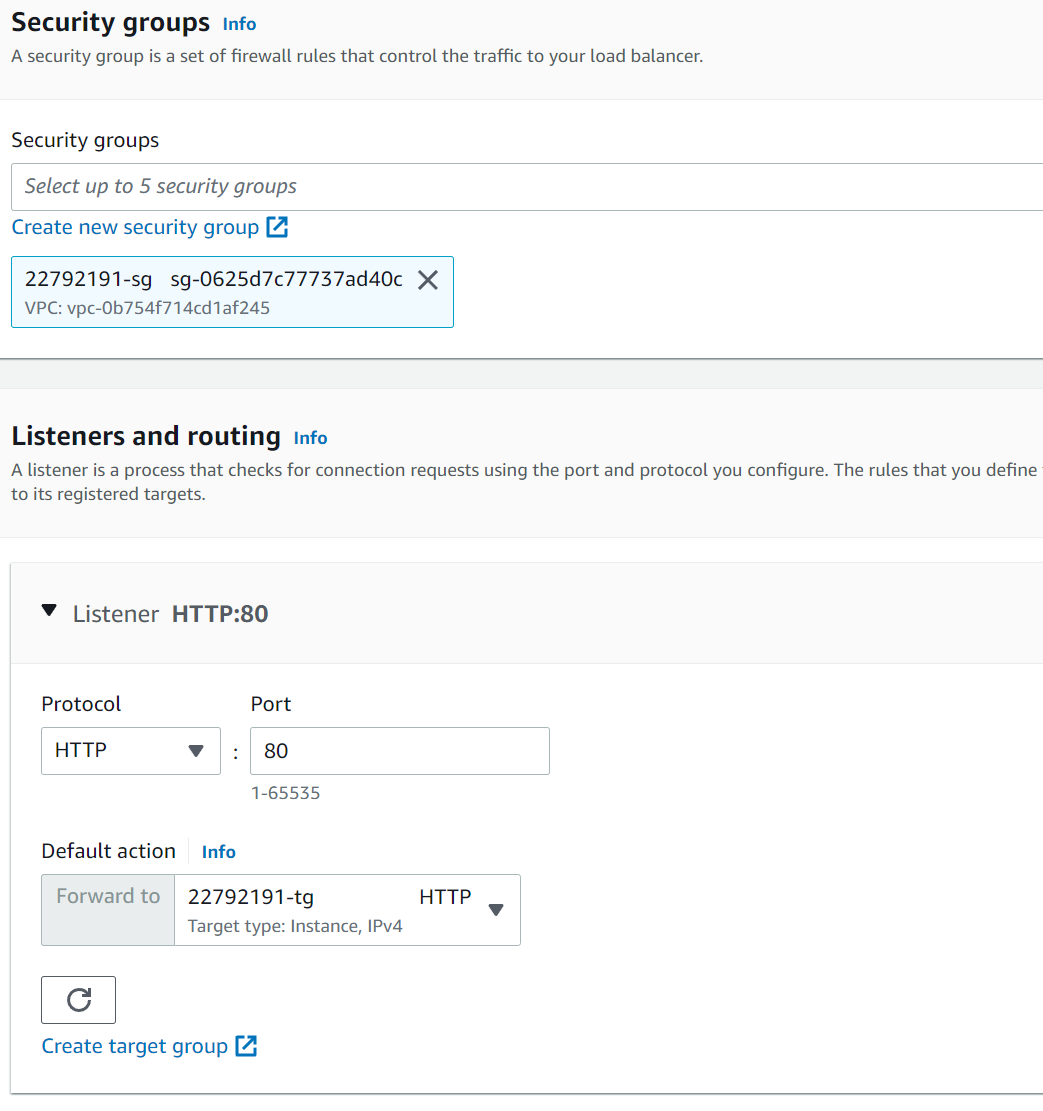 Security groups Info
A security group is a set of firewall rules that control the traffic to your load balancer.
Security groups
Select up to 5 security groups
Create new security group
22792191-sg sg-0625d7c77737ad40c
VPC: vpc-0b754f714cd1af245
Listeners and routing Info
A listener is a process that checks for connection requests using the port and protocol you configure. The rules that you define
to its registered targets.
Listener HTTP:80
Protocol Port
HTTP : 80
1-65535
Default action Info
Forward to 22792191-tg HTTP
Target type: Instance, IPv4
Create target group